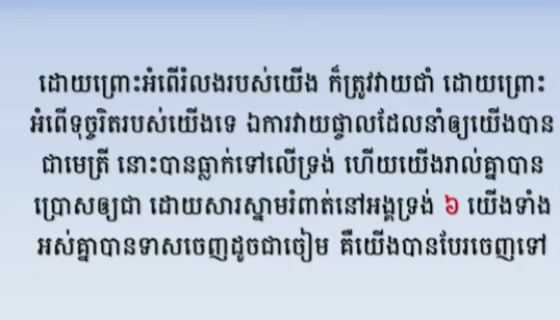 ដោយព្រោះអំពើរំលងរបស់យើង ក៏ត្រូវវាយជាំ ដោយព្រោះ
អំពើទុច្ចរិតរបស់យើងទេ ឯការវាយផ្ចាលដែលនាំឲ្យយើងបាន
ជាមេត្រី នោះបានធ្លាក់ទៅលើទ្រង់ ហើយយើងរាល់គ្នាបាន
ប្រោសឲ្យជា ដោយសារស្នាមរំពាត់នៅអង្គទ្រង់ ៦ យើងទាំង
អស់គ្នាបានទាសចេញដូចជាចៀម គឺយើងបានបែរចេញទៅ